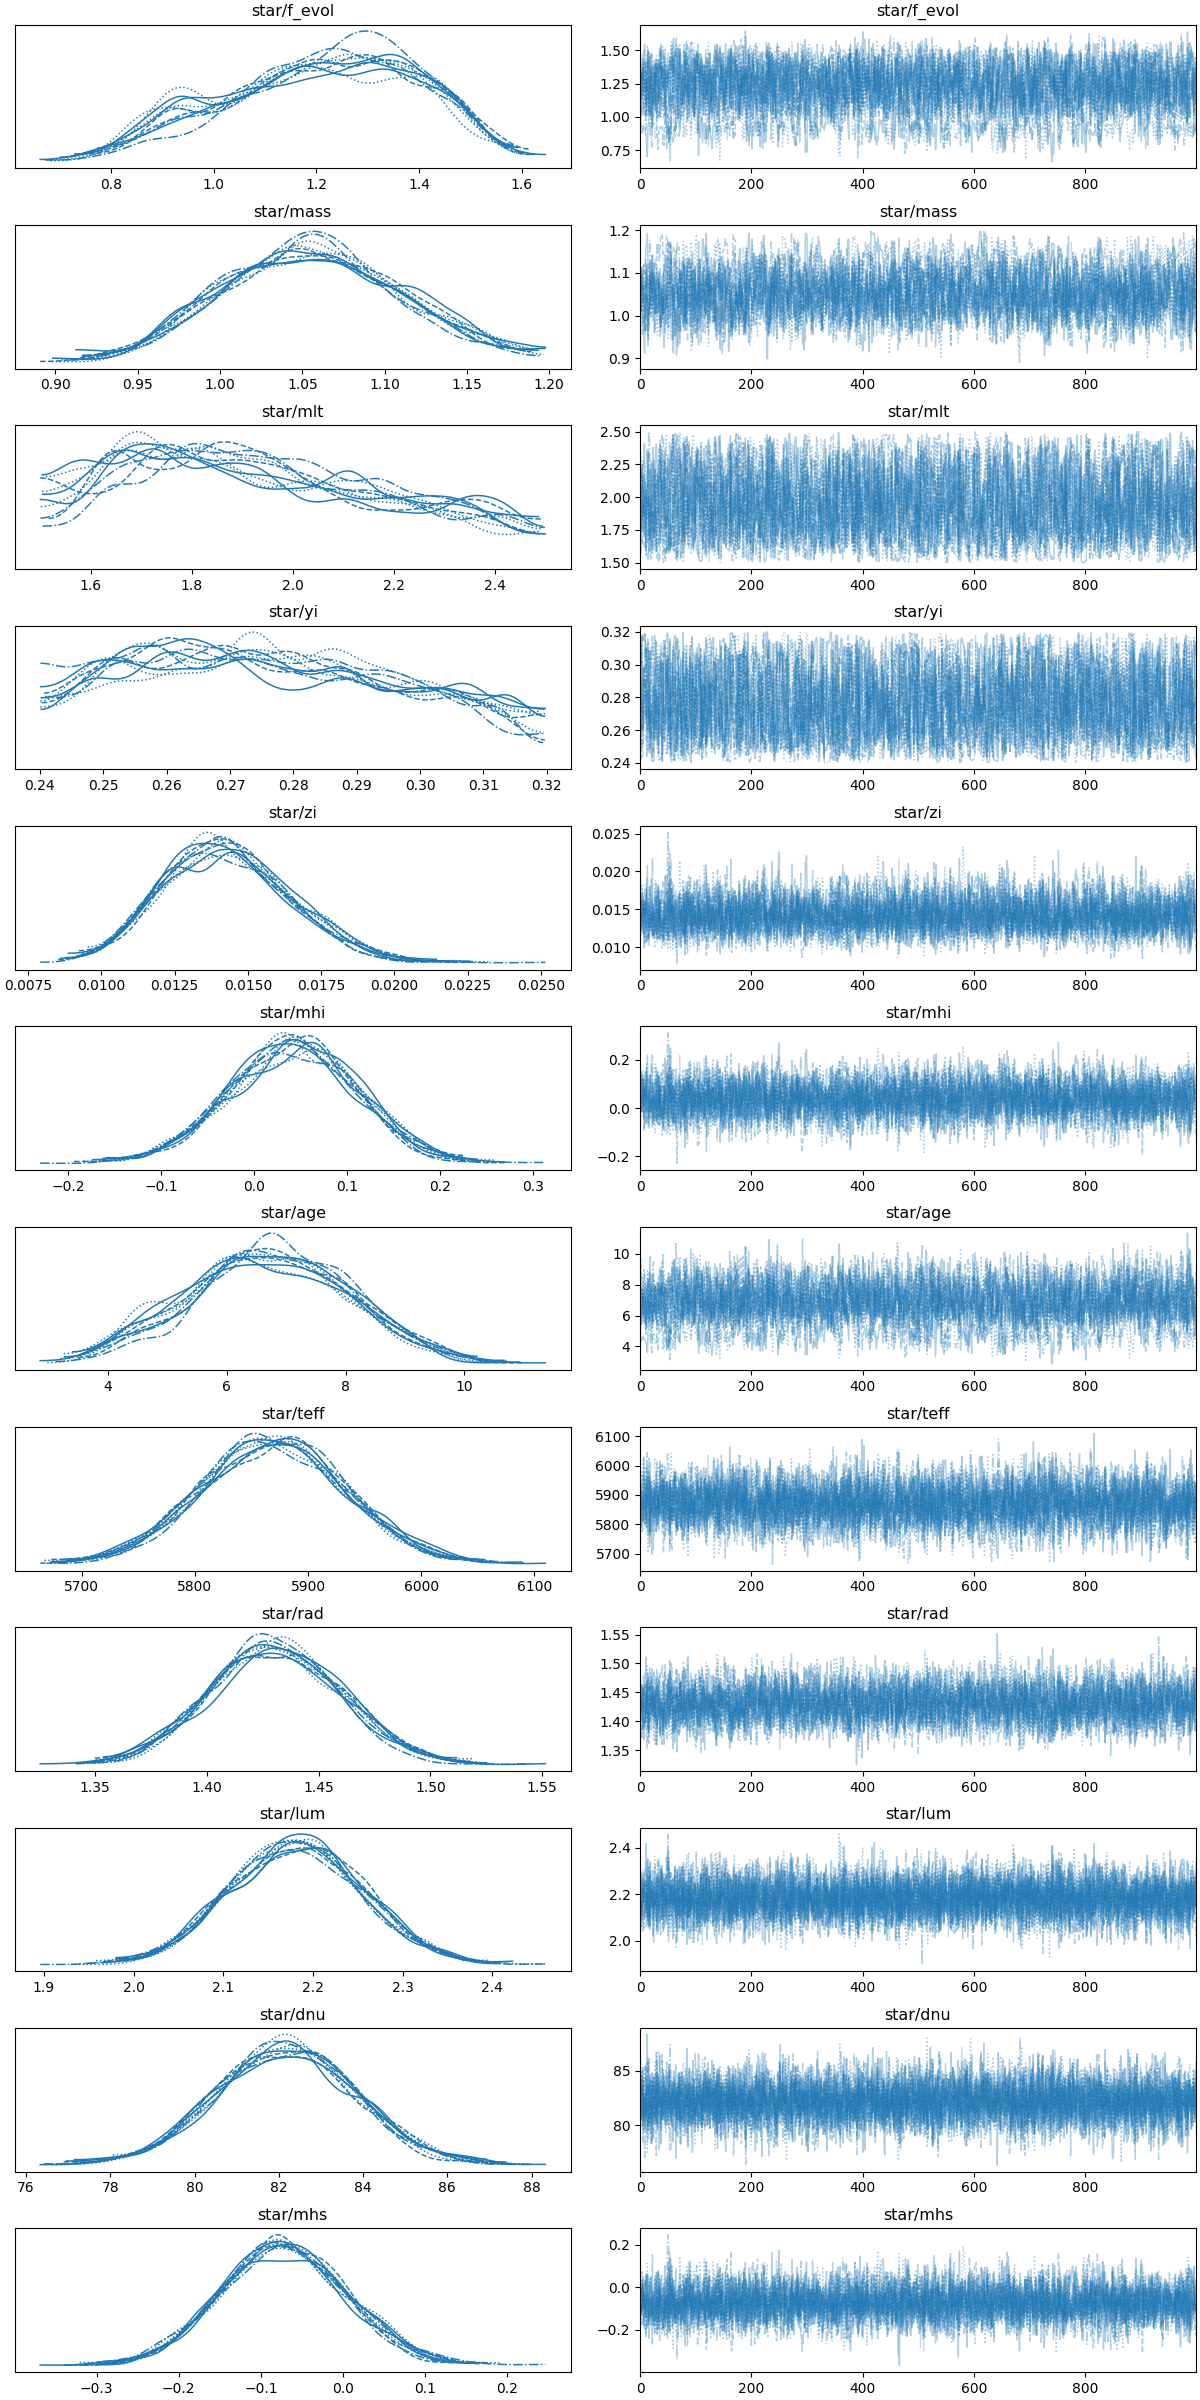 star/f_evol star/f_evol
1.50
1.25
1.00
0.75
0.8 1.0 1.2 1.4 1.6 0 200 400 600 800
star/mass star/mass
1.2
1.1
1.0
0.9
0.90 0.95 1.00 1.05 1.10 1.15 1.20 0 200 400 600 800
star/mlt star/mlt
2.50
2.25
2.00
1.75
1.50
1.6 1.8 2.0 2.2 2.4 0 200 400 600 800
star/yi star/yi
0.32
0.30
0.28
0.26
0.24
0.24 0.25 0.26 0.27 0.28 0.29 0.30 0.31 0.32 0 200 400 600 800
star/zi star/zi
0.025
0.020
0.015
0.010
0.0075 0.0100 0.0125 0.0150 0.0175 0.0200 0.0225 0.0250 0 200 400 600 800
star/mhi star/mhi
0.2
0.0
−0.2
−0.2 −0.1 0.0 0.1 0.2 0.3 0 200 400 600 800
star/age star/age
10
8
6
4
4 6 8 10 0 200 400 600 800
star/teff star/teff
6100
6000
5900
5800
5700
5700 5800 5900 6000 6100 0 200 400 600 800
star/rad star/rad
1.55
1.50
1.45
1.40
1.35
1.35 1.40 1.45 1.50 1.55 0 200 400 600 800
star/lum star/lum
2.4
2.2
2.0
1.9 2.0 2.1 2.2 2.3 2.4 0 200 400 600 800
star/dnu star/dnu
85
80
76 78 80 82 84 86 88 0 200 400 600 800
star/mhs star/mhs
0.2
0.0
−0.2
−0.3 −0.2 −0.1 0.0 0.1 0.2 0 200 400 600 800